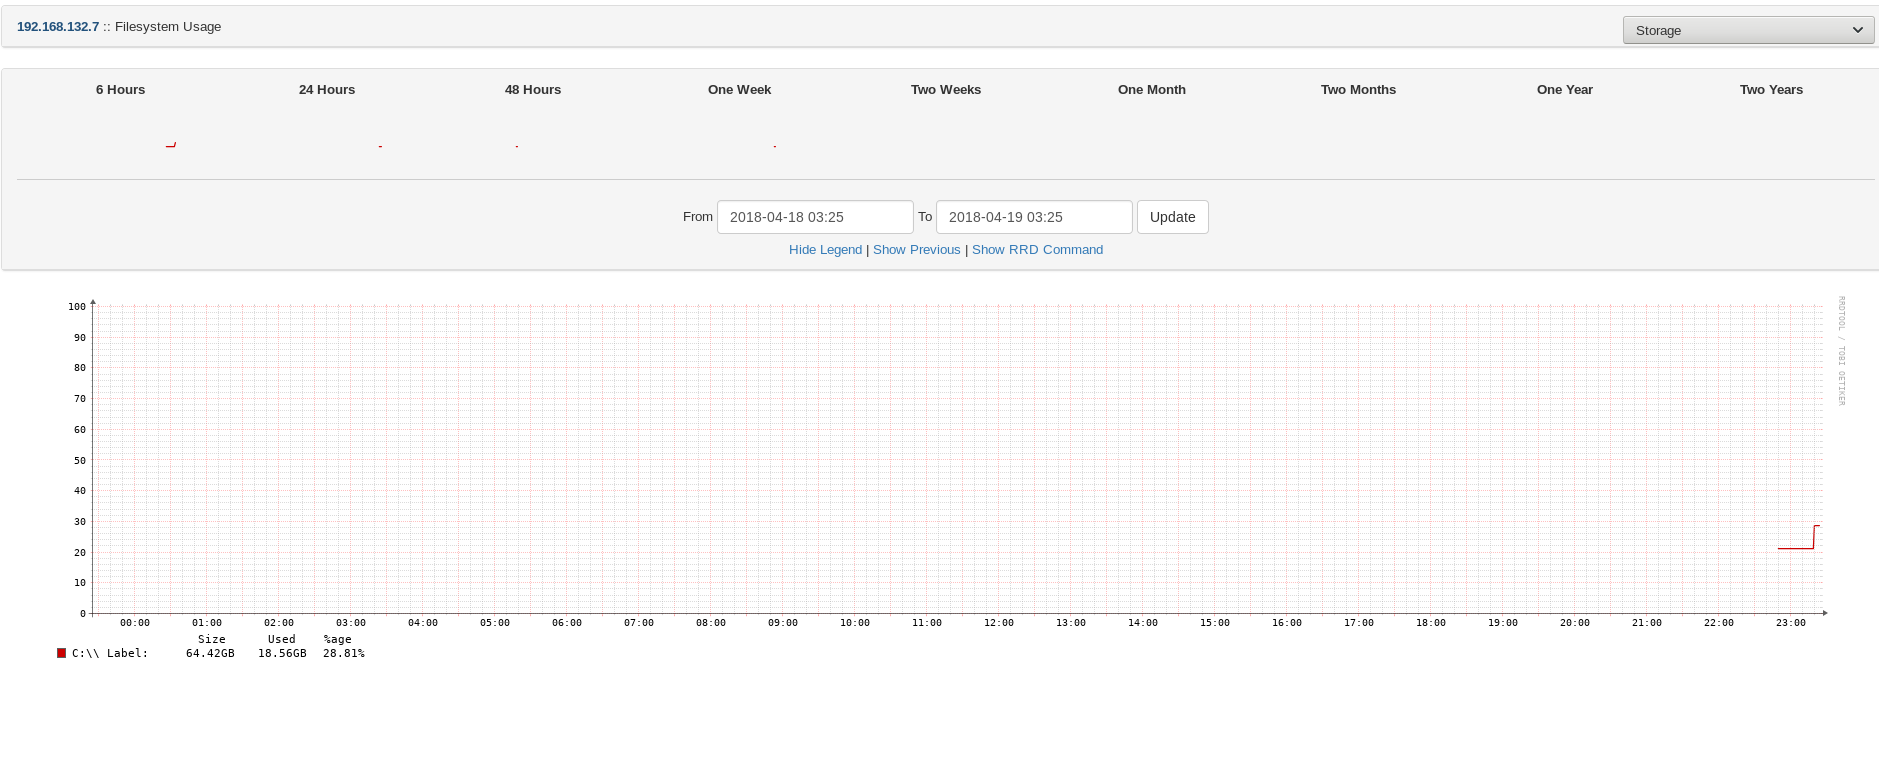 192.168.132.7 :: Filesystem Usage
Storage
6 Hours 24 Hours 48 Hours One Week Two Weeks One Month Two Months One Year Two Years
From 2018-04-18 03:25 To 2018-04-19 03:25 Update
Hide Legend | Show Previous | Show RRD Command
RRDTOOL / TOBI OETIKER
100
90
80
70
60
50
40
30
20
10
0
00:00 01:00 02:00 03:00 04:00 05:00 06:00 07:00 08:00 09:00 10:00 11:00 12:00 13:00 14:00 15:00 16:00 17:00 18:00 19:00 20:00 21:00 22:00 23:00
Size Used %age
C:\\ Label: 64.42GB 18.56GB 28.81%